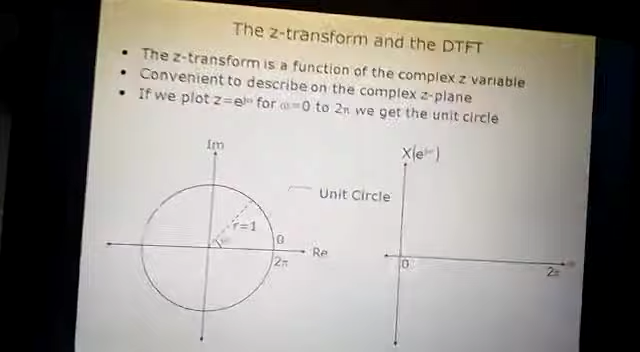 The z-transform and the DTFT
• The z-transform is a function of the complex z variable
• Convenient to describe on the complex z-plane
• If we plot z=e^jω for ω=0 to 2π we get the unit circle
Im
X(e^jω)
Unit Circle
r=1
ω
0
Re
2π
0
2π
ω